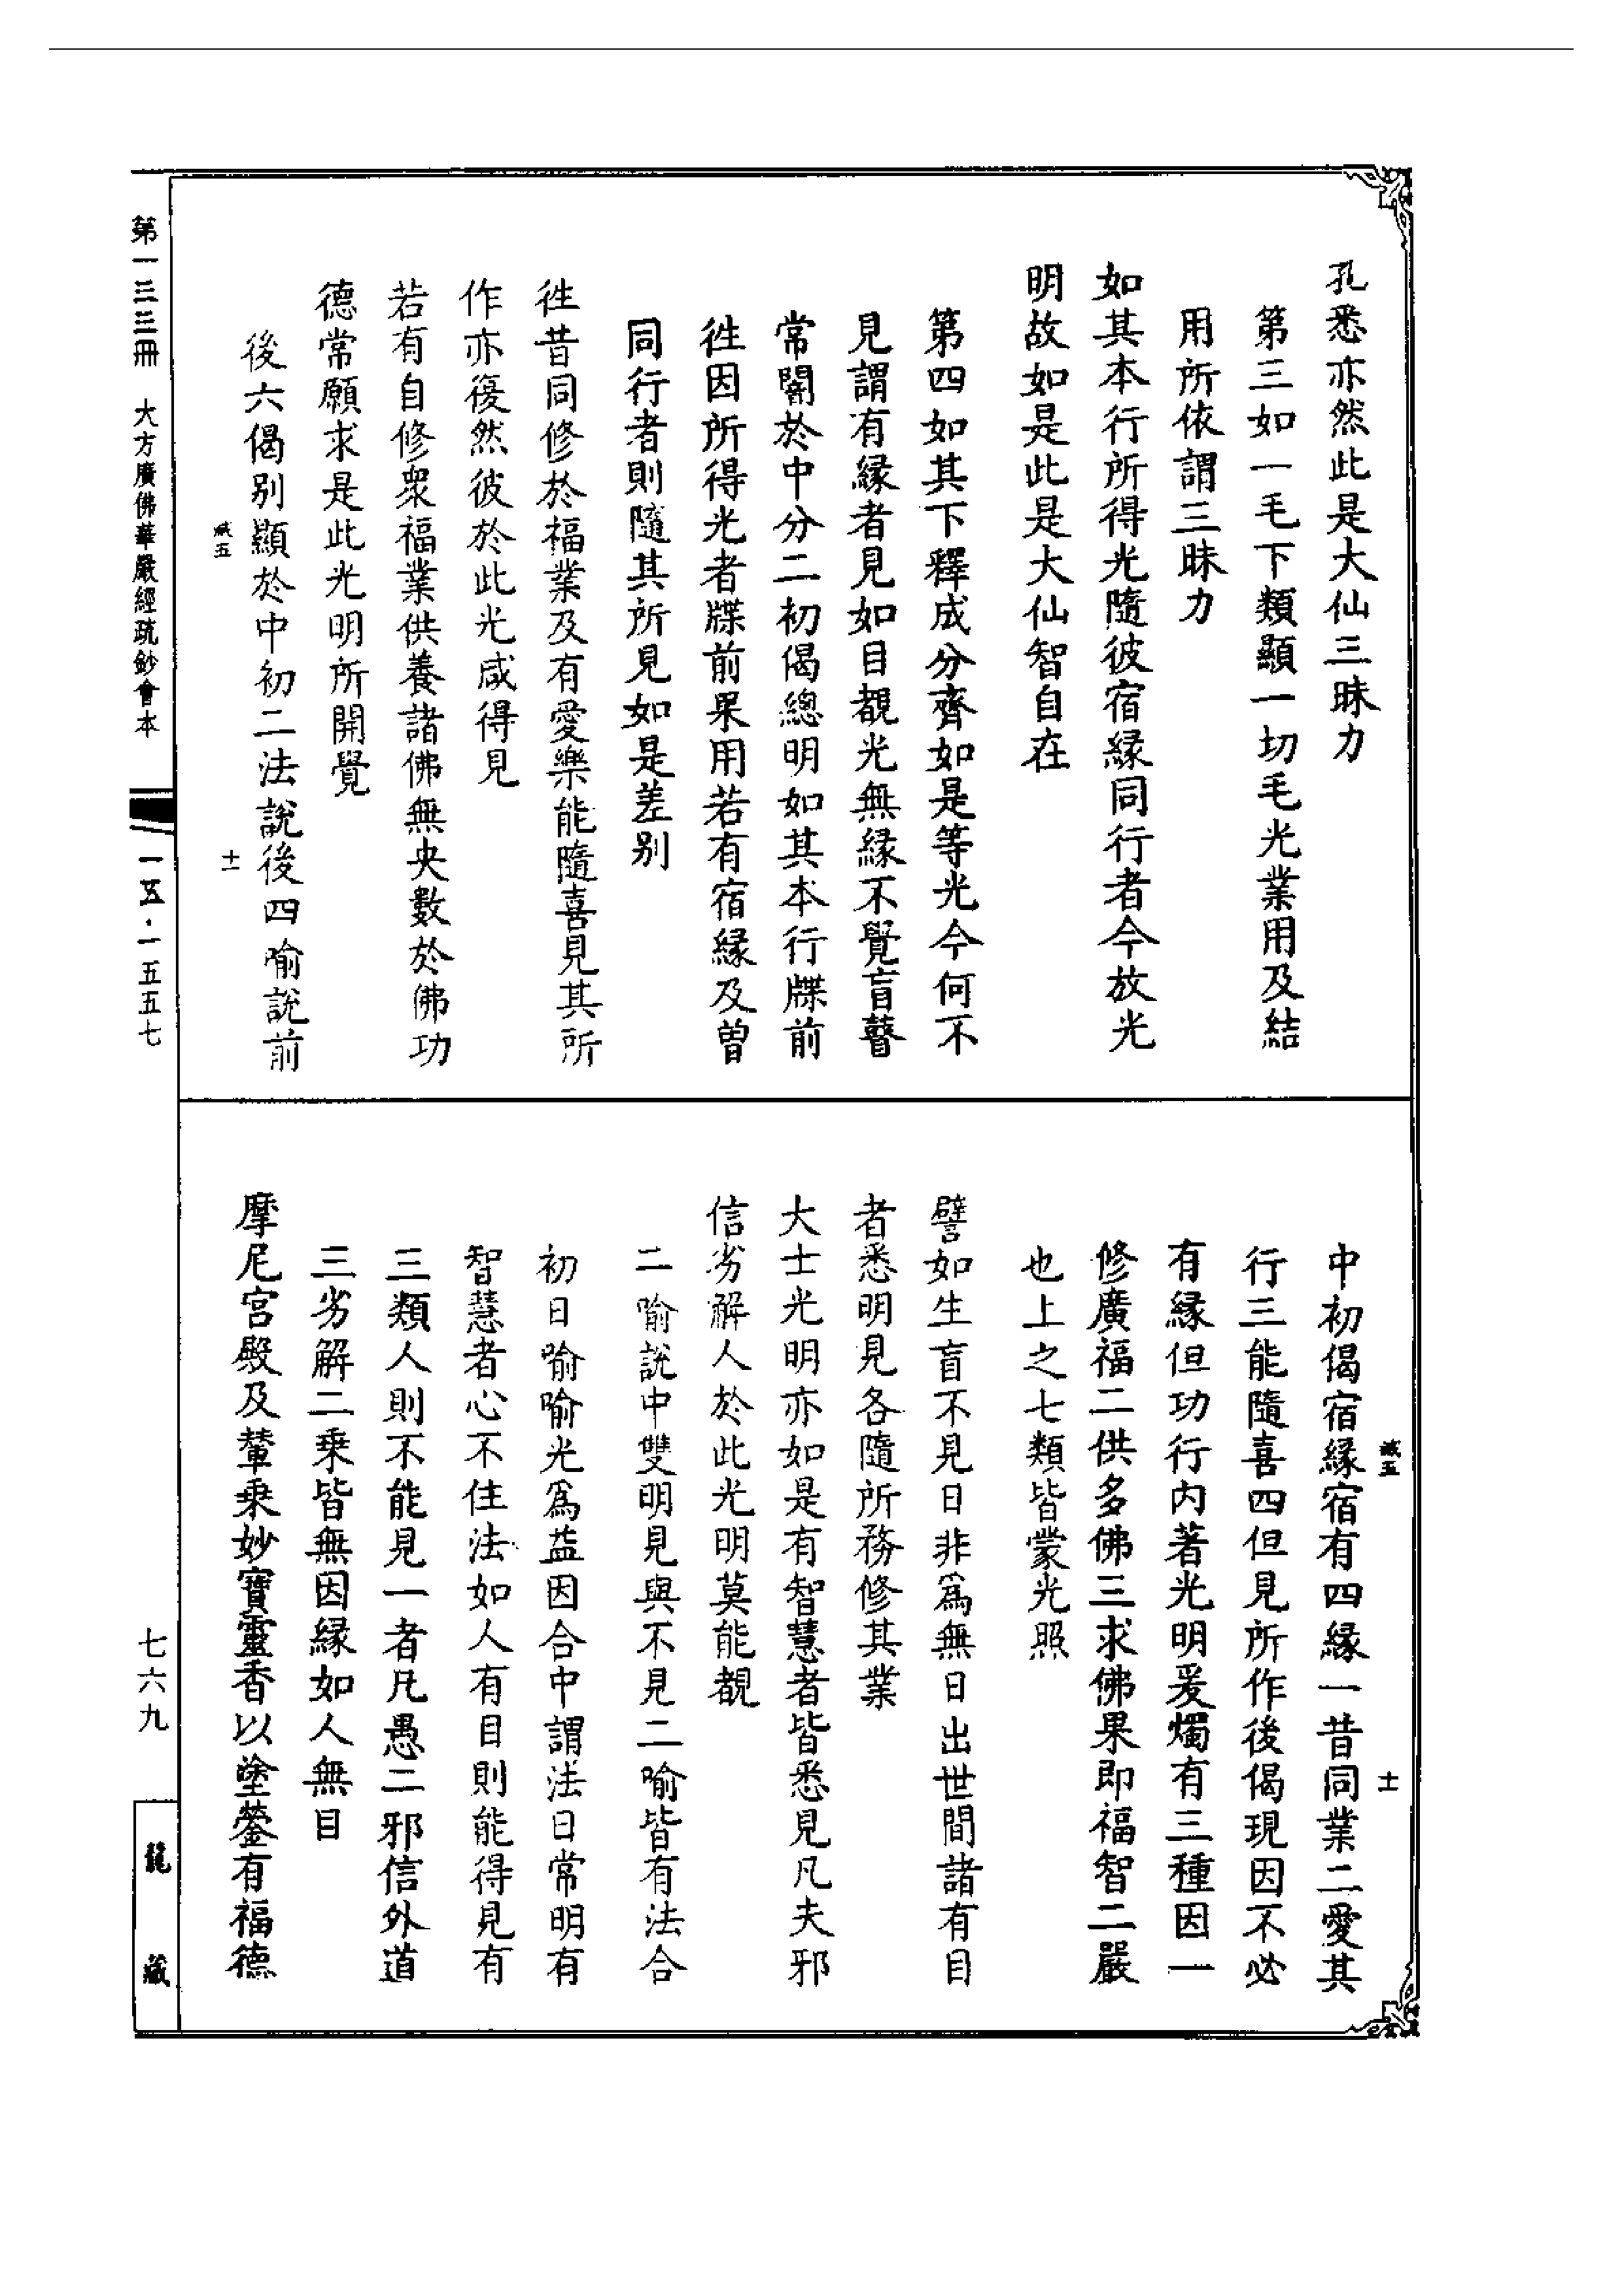 孔悉亦然此是大仙三昧力
第三如一毛下類顯一切毛光業用及結
用所依謂三昧力
如其本行所得光隨彼宿緣同行者今放光
明故如是此是大仙智自在
第四如其下釋成分齊如是等光今何不
見謂有緣者見如目覩光無緣不覺盲瞽
常闇於中分二初偈總明如其本行牒前
徃因所得光者牒前果用若有宿緣及曽
同行者則隨其所見如是差別
徃昔同修於福業及有愛樂能隨喜見其所
作亦復然彼於此光咸得見
若有自修衆福業供養諸佛無央數於佛功
德常願求是此光明所開覺
後六偈別顯於中初二法說後四喻說前
中初偈宿緣宿有四緣一昔同業二愛其
行三能隨喜四但見所作後偈現因不必
有緣但功行內著光明爰燭有三種因一
修廣福二供多佛三求佛果即福智二嚴
也上之七類皆蒙光照
譬如生盲不見日非爲無日出世間諸有目
者悉明見各隨所務修其業
大士光明亦如是有智慧者皆悉見凡夫邪
信劣解人於此光明莫能覩
二喻說中雙明見與不見二喻皆有法合
初日喻喻光爲益因合中謂法日常明有
智慧者心不住法如人有目則能得見有
三類人則不能見一者凡愚二邪信外道
三劣解二乘皆無因緣如人無目
摩尼宮殿及輦乘妙寶靈香以塗瑩有福德
第一三三冊 大方廣佛華嚴經疏鈔會本
一五·一五五七
七六九
龍藏